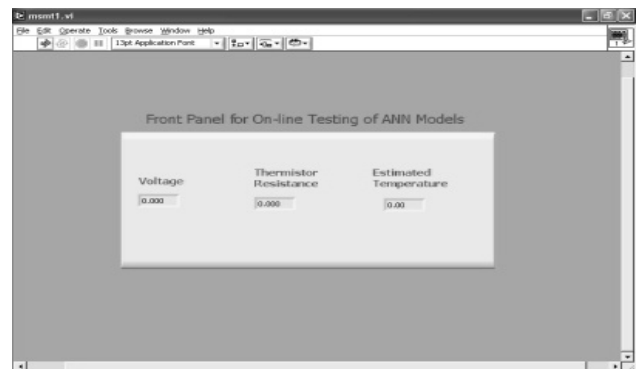 msmt1.vi
File Edit Operate Tools Browse Window Help
13pt Application Font
Front Panel for On-line Testing of ANN Models
Voltage
Thermistor
Resistance
Estimated
Temperature
0.000
0.000
0.00